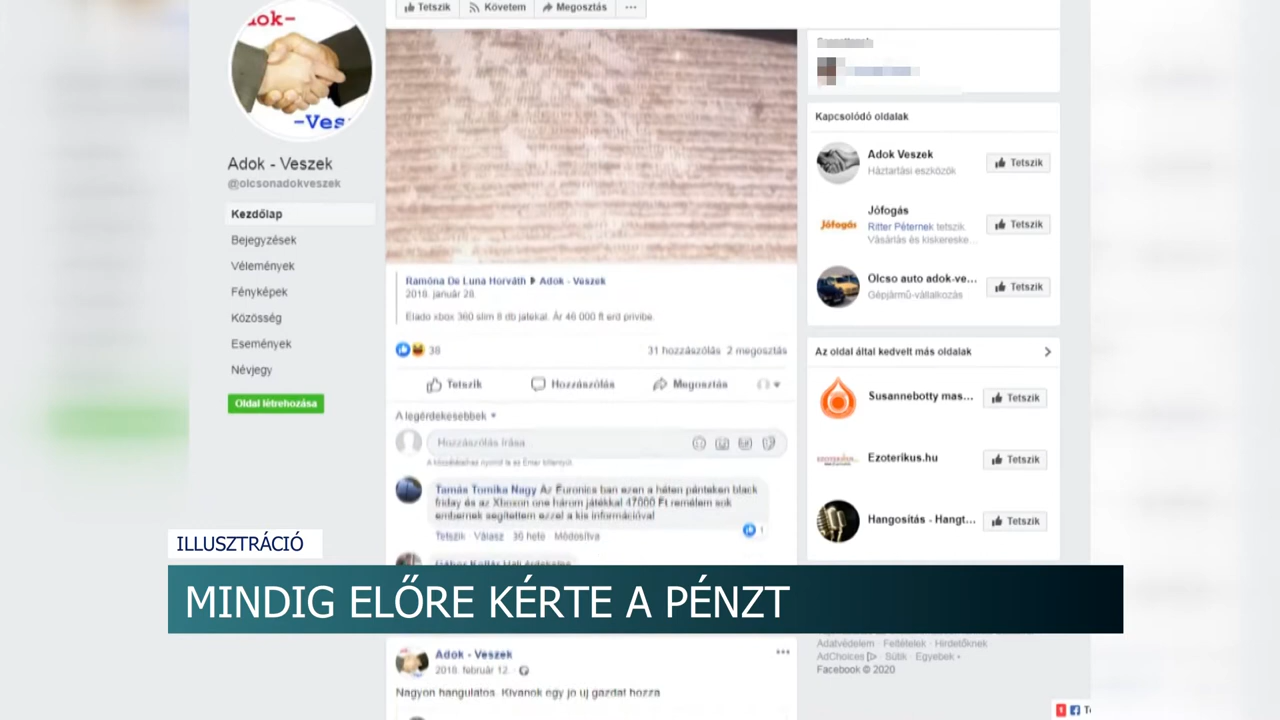 Tetszik Követem Megosztás ...
Adok-
-Ves
Adok - Veszek
@olcsonadokveszek
Kezdőlap
Bejegyzések
Vélemények
Fényképek
Közösség
Események
Névjegy
Oldal létrehozása
Ramóna De Luna Horváth Adok - Veszek
2018. január 28.
Elado xbox 360 slim 8 db jatekal. Ár 46 000 ft erd privibe.
38
31 hozzászólás 2 megosztás
Tetszik Hozzászólás Megosztás
A legérdekesebbek
Hozzászólás írása
Tamás Tomika Nagy Az Euronics ban ezen a héten pénteken black
friday és az Xboxon one három játékkal 47000 Ft remélem sok
embernek segítettem ezzel a kis információval
1
Tetszik · Válasz · 36 hete · Módosítva
Adok - Veszek
2018. február 12. ·
Nagyon hangulatos. Kivanok egy jo uj gazdat hozza
Kapcsolódó oldalak
Adok Veszek
Háztartási eszközök
Tetszik
Jófogás
Jófogás
Ritter Péternek tetszik
Vásárlás és kiskereske...
Tetszik
Olcso auto adok-ve...
Gépjármű-vállalkozás
Tetszik
Az oldal által kedvelt más oldalak
Susannebotty mas...
Tetszik
Ezoterikus.hu
Tetszik
Hangosítás - Hangt...
Tetszik
Adatvédelem · Feltételek · Hirdetőknek
AdChoices · Sütik · Egyebek
Facebook © 2020
ILLUSZTRÁCIÓ
MINDIG ELŐRE KÉRTE A PÉNZT